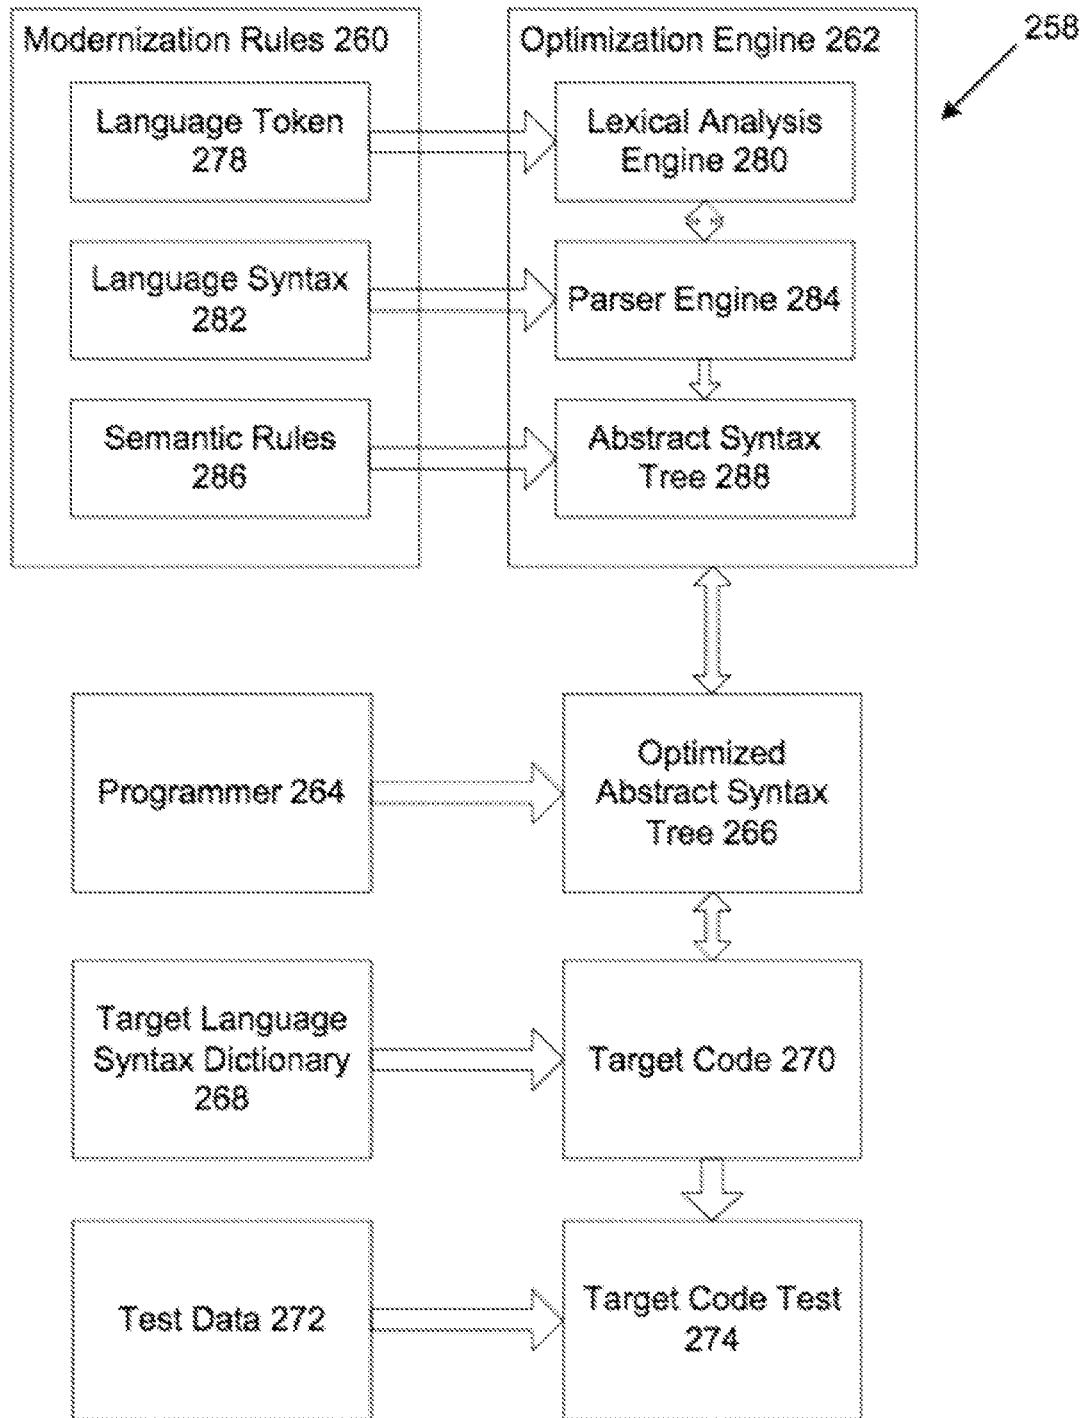 258
Modernization Rules 260
Optimization Engine 262
Language Token
278
Lexical Analysis
Engine 280
Language Syntax
282
Parser Engine 284
Semantic Rules
286
Abstract Syntax
Tree 288
Programmer 264
Optimized
Abstract Syntax
Tree 266
Target Language
Syntax Dictionary
268
Target Code 270
Test Data 272
Target Code Test
274